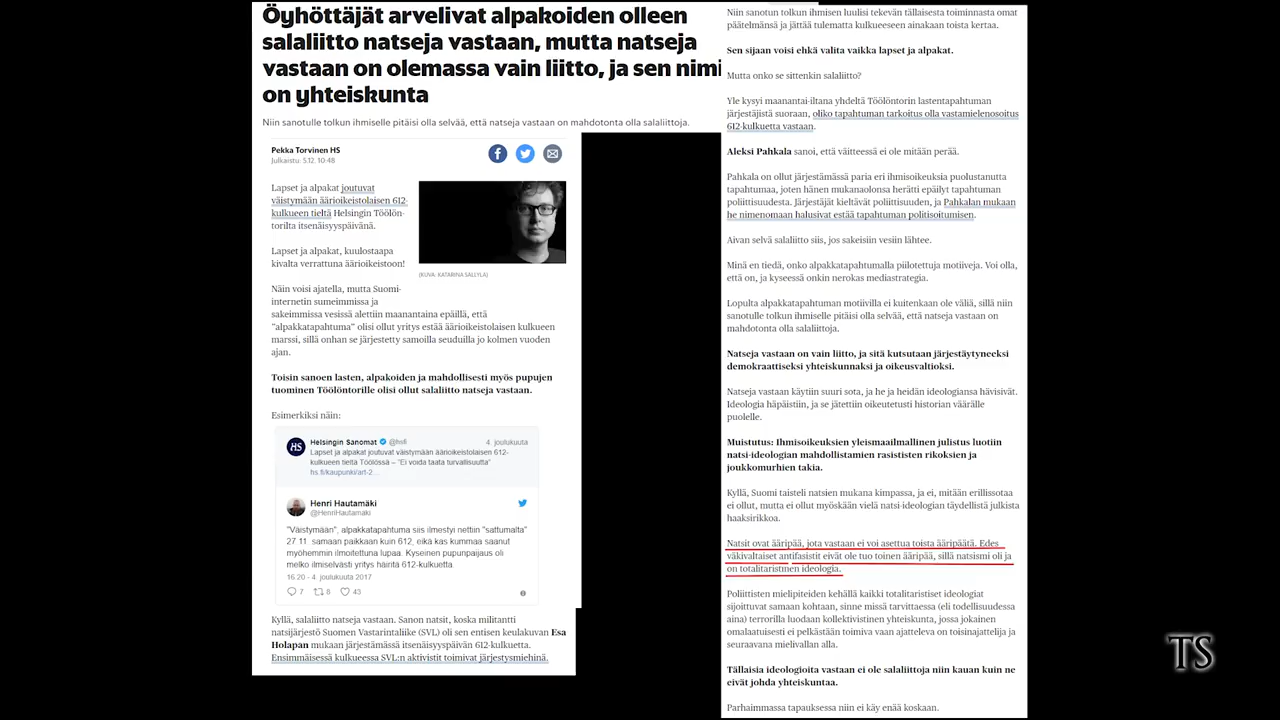 Öyhöttäjät arvelivat alpakoiden olleen
salaliitto natseja vastaan, mutta natseja
vastaan on olemassa vain liitto, ja sen nimi
on yhteiskunta
Niin sanotulle tolkun ihmiselle pitäisi olla selvää, että natseja vastaan on mahdotonta olla salaliittoja.
Pekka Torvinen HS
Julkaistu: 5.12. 10:48
Lapset ja alpakat joutuvat
väistymään äärioikeistolaisen 612-
kulkueen tieltä Helsingin Töölön-
torilta itsenäisyyspäivänä.
Lapset ja alpakat, kuulostaapa
kivalta verrattuna äärioikeistoon!
(KUVA: KATARINA SALLYLÄ)
Näin voisi ajatella, mutta Suomi-
internetin sumeimmissa ja
sakeimmissa vesissä alettiin maanantaina epäillä, että
"alpakkatapahtuma" olisi ollut yritys estää äärioikeistolaisen kulkueen
marssi, sillä onhan se järjestetty samoilla seuduilla jo kolmen vuoden
ajan.
Toisin sanoen lasten, alpakoiden ja mahdollisesti myös pupujen
tuominen Töölöntorille olisi ollut salaliitto natseja vastaan.
Esimerkiksi näin:
HS
Helsingin Sanomat @hsfi 4. joulukuuta
Lapset ja alpakat joutuvat väistymään äärioikeistolaisen 612-
kulkueen tieltä Töölössä – "Ei voida taata turvallisuutta"
hs.fi/kaupunki/art-2...
Henri Hautamäki
@HenriHautamaki
"Väistymään", alpakkatapahtuma siis ilmestyi nettiin "sattumalta"
27.11. samaan paikkaan kuin 612, eikä kas kummaa saanut
myöhemmin ilmoitettuna lupaa. Kyseinen pupunpaijaus oli
melko ilmiselvästi yritys häiritä 612-kulkuetta
16.20 - 4. joulukuuta 2017
7 8 43
Kyllä, salaliitto natseja vastaan. Sanon natsit, koska militantti
natsijärjestö Suomen Vastarintaliike (SVL) oli sen entisen keulakuvan Esa
Holapan mukaan järjestämässä itsenäisyyspäivän 612-kulkuetta.
Ensimmäisessä kulkueessa SVL:n aktivistit toimivat järjestysmiehinä.
Niin sanotun tolkun ihmisen luulisi tekevän tällaisesta toiminnasta omat
päätelmänsä ja jättää tulematta kulkueeseen ainakaan toista kertaa.
Sen sijaan voisi ehkä valita vaikka lapset ja alpakat.
Mutta onko se sittenkin salaliitto?
Yle kysyi maanantai-iltana yhdeltä Töölöntorin lastentapahtuman
järjestäjistä suoraan, oliko tapahtuman tarkoitus olla vastamielenosoitus
612-kulkuetta vastaan.
Aleksi Pahkala sanoi, että väitteessä ei ole mitään perää.
Pahkala on ollut järjestämässä paria eri ihmisoikeuksia puolustanutta
tapahtumaa, joten hänen mukanaolonsa herätti epäilyt tapahtuman
poliittisuudesta. Järjestäjät kieltävät poliittisuuden, ja Pahkalan mukaan
he nimenomaan halusivat estää tapahtuman politisoitumisen.
Aivan selvä salaliitto siis, jos sakeisiin vesiin lähtee.
Minä en tiedä, onko alpakkatapahtumalla piilotettuja motiiveja. Voi olla,
että on, ja kyseessä onkin nerokas mediastrategia.
Lopulta alpakkatapahtuman motiivilla ei kuitenkaan ole väliä, sillä niin
sanotulle tolkun ihmiselle pitäisi olla selvää, että natseja vastaan on
mahdotonta olla salaliittoja.
Natseja vastaan on vain liitto, ja sitä kutsutaan järjestäytyneeksi
demokraattiseksi yhteiskunnaksi ja oikeusvaltioksi.
Natseja vastaan käytiin suuri sota, ja he ja heidän ideologiansa hävisivät.
Ideologia häpäistiin, ja se jätettiin oikeutetusti historian väärälle
puolelle.
Muistutus: Ihmisoikeuksien yleismaailmallinen julistus luotiin
natsi-ideologian mahdollistamien rasististen rikoksien ja
joukkomurhien takia.
Kyllä, Suomi taisteli natsien mukana kimpassa, ja ei, mitään erillissotaa
ei ollut, mutta ei ollut myöskään vielä natsi-ideologian täydellistä julkista
haaksirikkoa.
Natsit ovat ääripää, jota vastaan ei voi asettua toista ääripäätä. Edes
väkivaltaiset antifasistit eivät ole tuo toinen ääripää, sillä natsismi oli ja
on totalitaristinen ideologia.
Poliittisten mielipiteiden kehällä kaikki totalitaristiset ideologiat
sijoittuvat samaan kohtaan, sinne missä tarvittaessa (eli todellisuudessa
aina) terrorilla luodaan kollektivistinen yhteiskunta, jossa jokainen
omalaatuisesti ei pelkästään toimiva vaan ajatteleva on toisinajattelija ja
seuraavana mielivallan alla.
Tällaisia ideologioita vastaan ei ole salaliittoja niin kauan kuin ne
eivät johda yhteiskuntaa.
Parhaimmassa tapauksessa niin ei käy enää koskaan.
TS